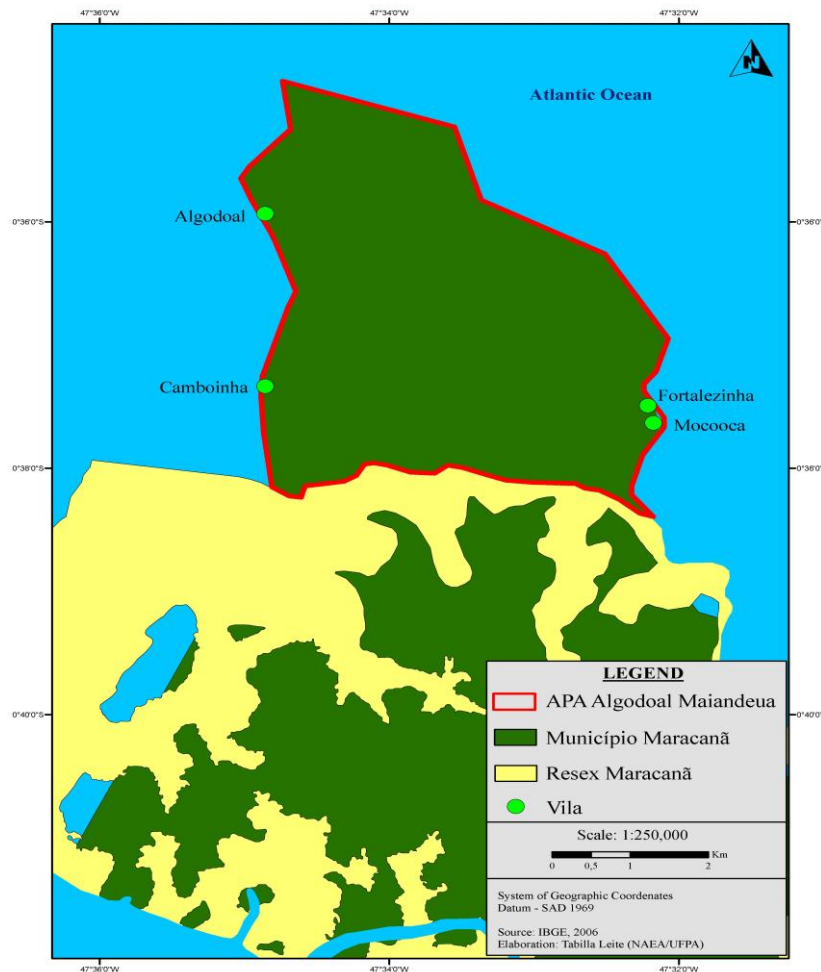 47°36'0"W 47°34'0"W 47°32'0"W
N
Atlantic Ocean
Algodoal
0°36'0"S 0°36'0"S
Camboinha
Fortalezinha
Mocooca
0°38'0"S 0°38'0"S
LEGEND
APA Algodoal Maiandeua
Município Maracanã
Resex Maracanã
Vila
0°40'0"S 0°40'0"S
Scale: 1:250,000
0 0,5 1 2 Km
System of Geographic Coordenates
Datum - SAD 1969
Source: IBGE, 2006
Elaboration: Tabilla Leite (NAEA/UFPA)
47°36'0"W 47°34'0"W 47°32'0"W